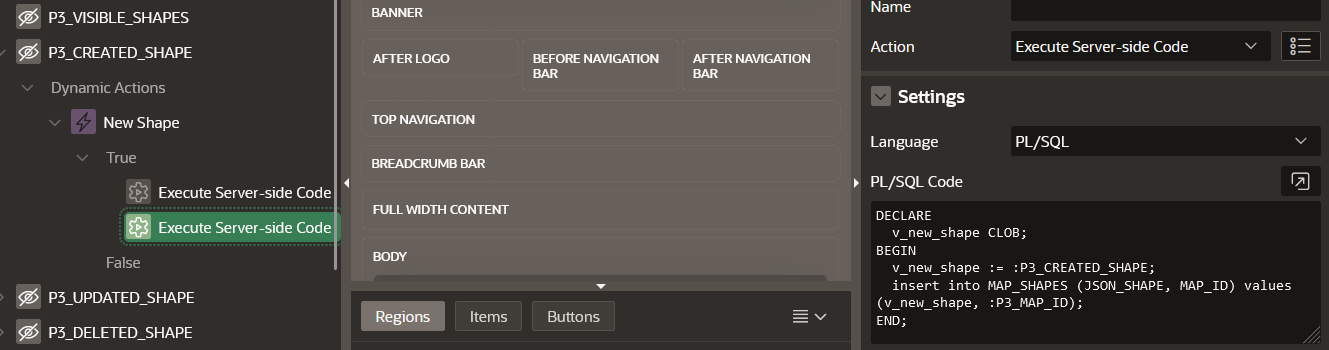 P3_VISIBLE_SHAPES
P3_CREATED_SHAPE
Dynamic Actions
New Shape
True
Execute Server-side Code
Execute Server-side Code
False
P3_UPDATED_SHAPE
P3_DELETED_SHAPE
BANNER
AFTER LOGO
BEFORE NAVIGATION
BAR
AFTER NAVIGATION
BAR
TOP NAVIGATION
BREADCRUMB BAR
FULL WIDTH CONTENT
BODY
Regions
Items
Buttons
Name
Action
Execute Server-side Code
Settings
Language
PL/SQL
PL/SQL Code
DECLARE
v_new_shape CLOB;
BEGIN
v_new_shape := :P3_CREATED_SHAPE;
insert into MAP_SHAPES (JSON_SHAPE, MAP_ID) values
(v_new_shape, :P3_MAP_ID);
END;